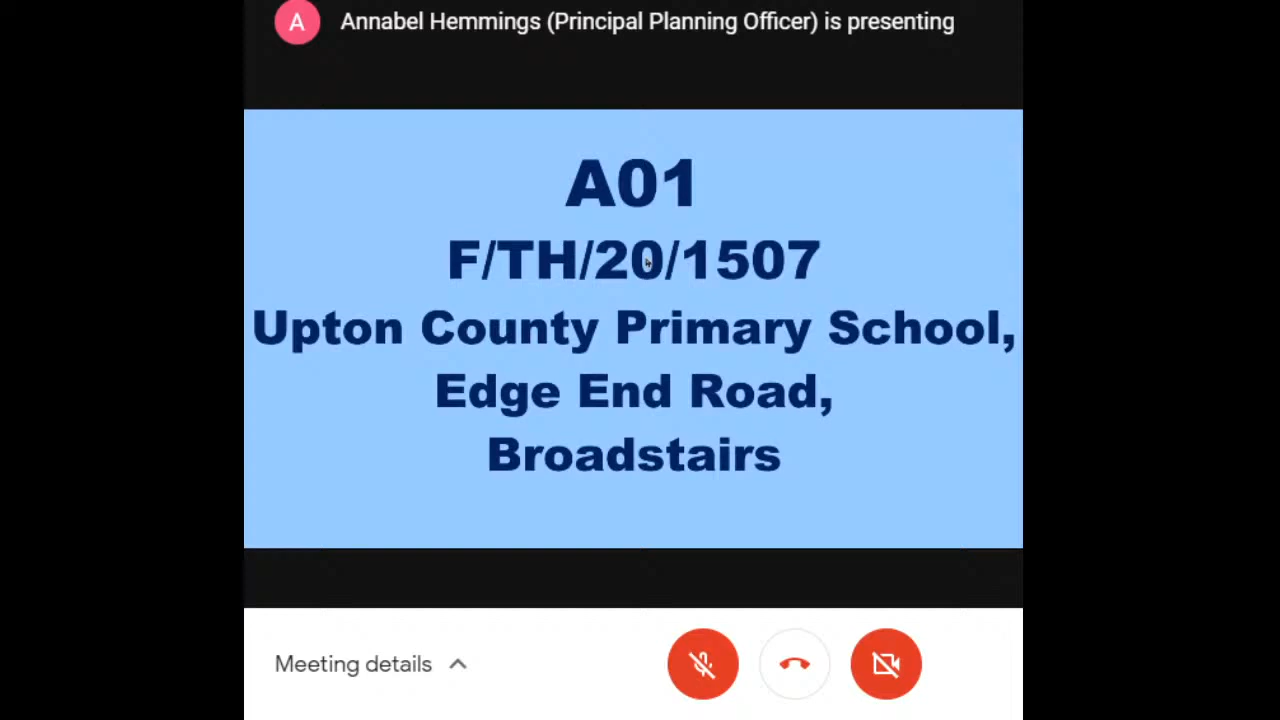 A
Annabel Hemmings (Principal Planning Officer) is presenting
A01
F/TH/20/1507
Upton County Primary School,
Edge End Road,
Broadstairs
Meeting details